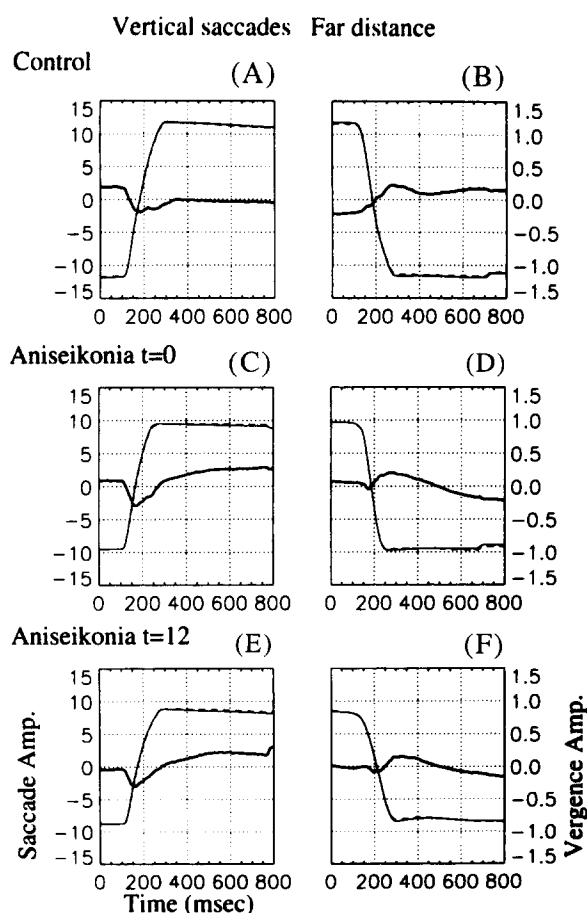 Vertical saccades Far distance
Control
(A) (B)
15 1.5
10 1.0
5 0.5
0 0.0
-5 -0.5
-10 -1.0
-15 -1.5
0 200 400 600 800 0 200 400 600 800
Aniseikonia t=0 (C) (D)
15 1.5
10 1.0
5 0.5
0 0.0
-5 -0.5
-10 -1.0
-15 -1.5
0 200 400 600 800 0 200 400 600 800
Aniseikonia t=12 (E) (F)
15 1.5
10 1.0
5 0.5
0 0.0
-5 -0.5
-10 -1.0
-15 -1.5
0 200 400 600 800 0 200 400 600 800
Saccade Amp.
Vergence Amp.
Time (msec)